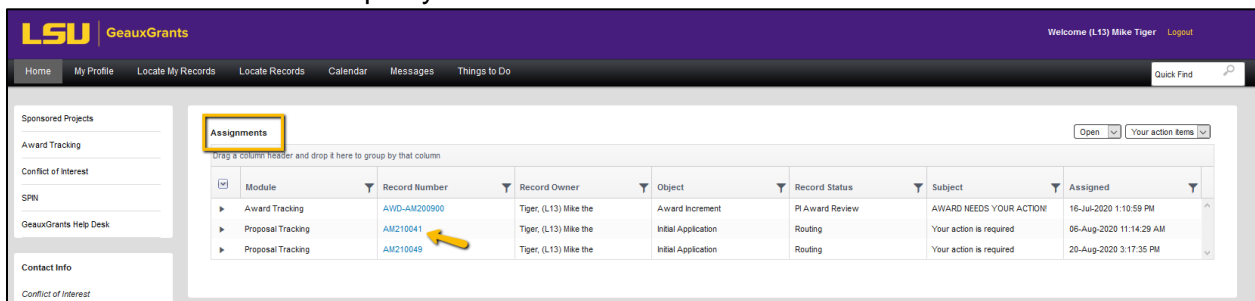 LSU GeauxGrants
Welcome (L13) Mike Tiger Logout
Home My Profile Locate My Records Locate Records Calendar Messages Things to Do
Quick Find
Sponsored Projects
Award Tracking
Conflict of Interest
SPIN
GeauxGrants Help Desk
Contact Info
Conflict of Interest
Assignments
Open Your action items
Drag a column header and drop it here to group by that column
Module Record Number Record Owner Object Record Status Subject Assigned
Award Tracking AWD-AM200900 Tiger, (L13) Mike the Award Increment PI Award Review AWARD NEEDS YOUR ACTION! 16-Jul-2020 1:10:59 PM
Proposal Tracking AM210041 Tiger, (L13) Mike the Initial Application Routing Your action is required 06-Aug-2020 11:14:29 AM
Proposal Tracking AM210049 Tiger, (L13) Mike the Initial Application Routing Your action is required 20-Aug-2020 3:17:35 PM